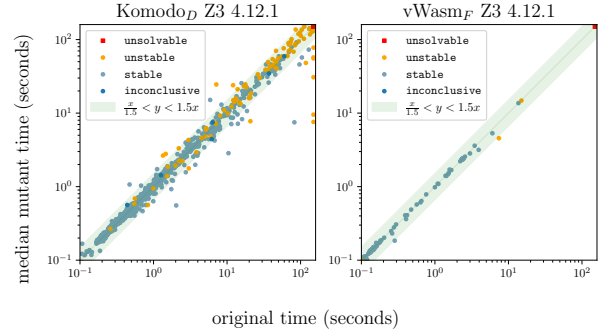 Komodo_D Z3 4.12.1
vWasm_F Z3 4.12.1
median mutant time (seconds)
10^2
10^1
10^0
10^−1
unsolvable
unstable
stable
inconclusive
x/1.5 < y < 1.5x
10^−1
10^0
10^1
10^2
10^2
10^1
10^0
10^−1
unsolvable
unstable
stable
inconclusive
x/1.5 < y < 1.5x
10^−1
10^0
10^1
10^2
original time (seconds)